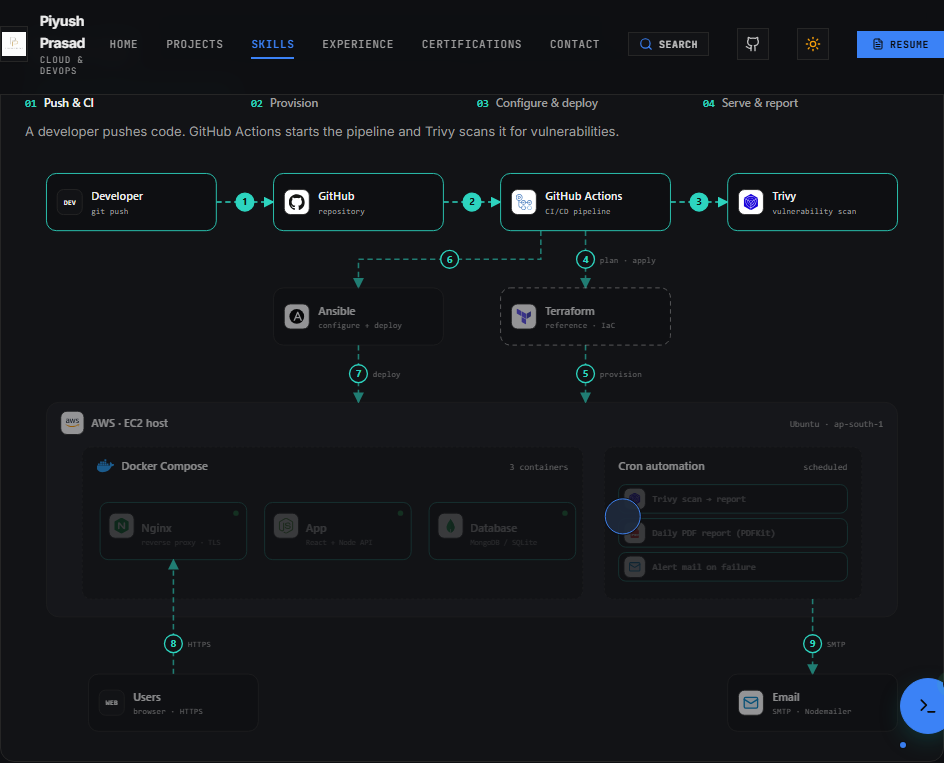 Piyush
Prasad
CLOUD &
DEVOPS
HOME
PROJECTS
SKILLS
EXPERIENCE
CERTIFICATIONS
CONTACT
SEARCH
RESUME
01 Push & CI
02 Provision
03 Configure & deploy
04 Serve & report
A developer pushes code. GitHub Actions starts the pipeline and Trivy scans it for vulnerabilities.
DEV
Developer
git push
1
GitHub
repository
2
GitHub Actions
CI/CD pipeline
3
Trivy
vulnerability scan
6
4 plan · apply
Ansible
configure + deploy
Terraform
reference · IaC
7 deploy
5 provision
aws
AWS · EC2 host
Ubuntu · ap-south-1
Docker Compose
3 containers
Cron automation
scheduled
Nginx
reverse proxy · TLS
App
React + Node API
Database
MongoDB / SQLite
Trivy scan → report
Daily PDF report (PDFKit)
Alert mail on failure
8 HTTPS
9 SMTP
WEB
Users
browser · HTTPS
Email
SMTP · Nodemailer